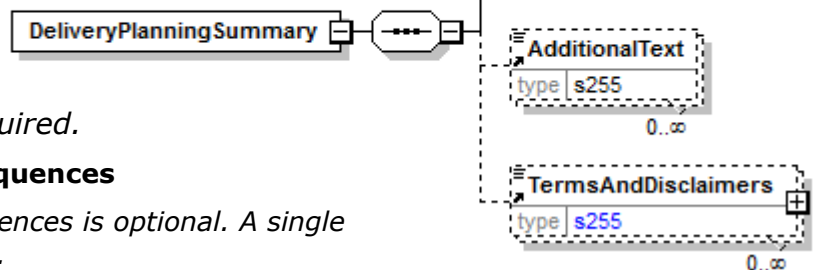 DeliveryPlanningSummary
AdditionalText
type s255
0..∞
TermsAndDisclaimers
type s255
0..∞
uired.
quences
ences is optional. A single